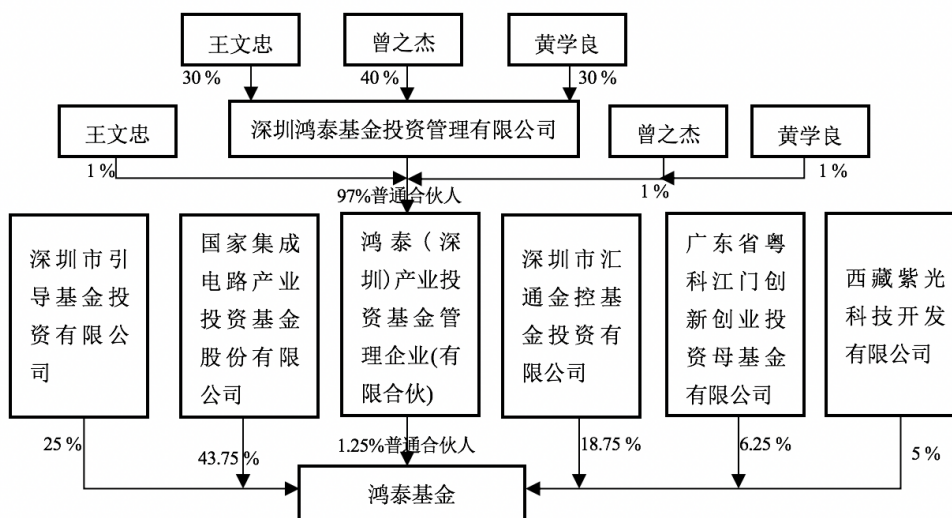 王文忠
曾之杰
黄学良
30 %
40 %
30 %
王文忠
深圳鸿泰基金投资管理有限公司
曾之杰
黄学良
1 %
97%普通合伙人
1 %
1 %
深圳市引
导基金投
资有限公
司
国家集成
电路产业
投资基金
股份有限
公司
鸿泰（深
圳)产业投
资基金管
理企业(有
限合伙)
深圳市汇
通金控基
金投资有
限公司
广东省粤
科江门创
新创业投
资母基金
有限公司
西藏紫光
科技开发
有限公司
25 %
43.75 %
1.25%普通合伙人
18.75 %
6.25 %
5 %
鸿泰基金